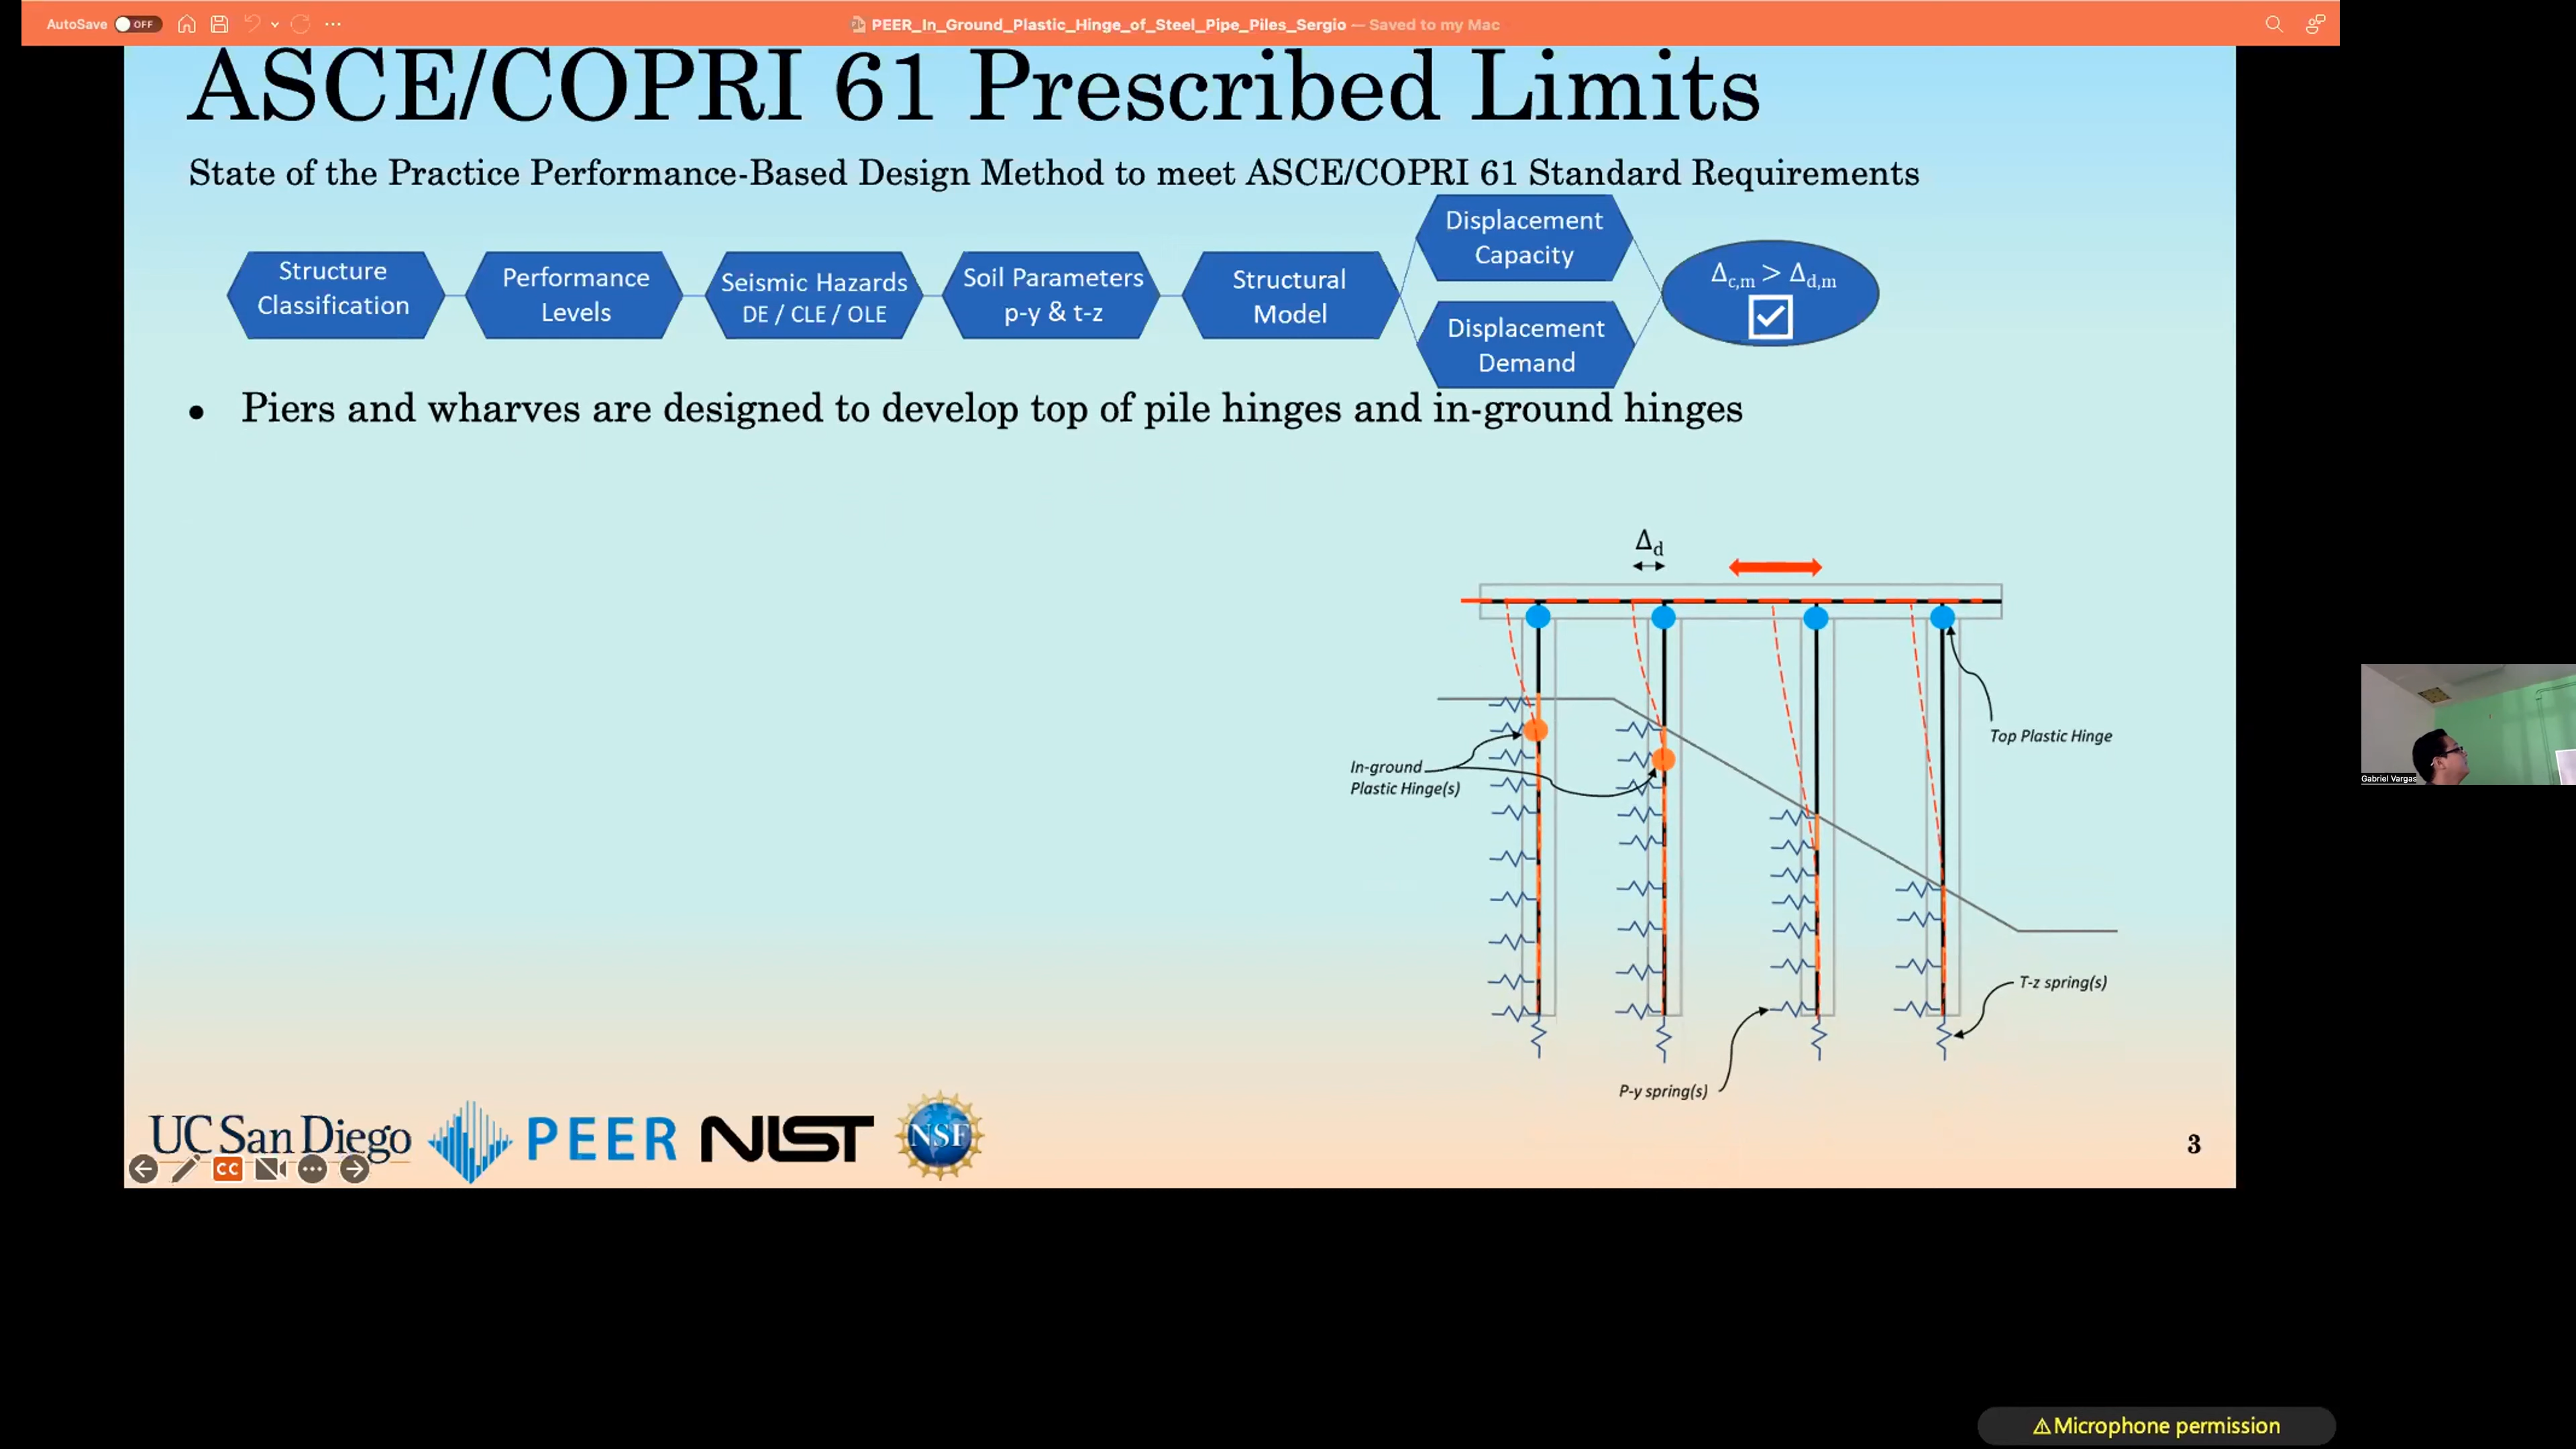 AutoSave OFF
PEER_In_Ground_Plastic_Hinge_of_Steel_Pipe_Piles_Sergio — Saved to my Mac
ASCE/COPRI 61 Prescribed Limits
State of the Practice Performance-Based Design Method to meet ASCE/COPRI 61 Standard Requirements
Structure
Classification
Performance
Levels
Seismic Hazards
DE / CLE / OLE
Soil Parameters
p-y & t-z
Structural
Model
Displacement
Capacity
Displacement
Demand
Δc,m > Δd,m
• Piers and wharves are designed to develop top of pile hinges and in-ground hinges
Δd
Top Plastic Hinge
In-ground
Plastic Hinge(s)
T-z spring(s)
P-y spring(s)
Gabriel Vargas
UC San Diego
PEER
NIST
NSF
CC
3
⚠Microphone permission